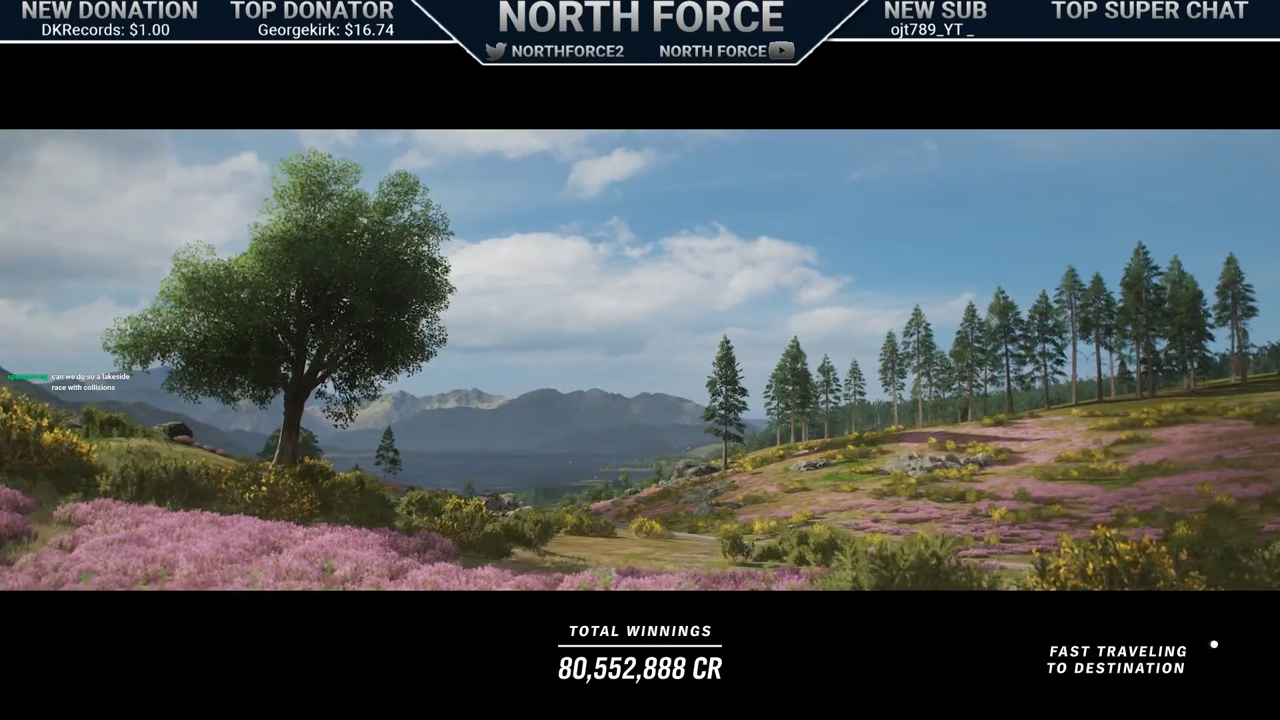 NEW DONATION
DKRecords: $1.00
TOP DONATOR
Georgekirk: $16.74
NORTH FORCE
NORTHFORCE2
NORTH FORCE
NEW SUB
ojt789_YT _
TOP SUPER CHAT
can we do so a lakeside
race with collisions
TOTAL WINNINGS
80,552,888 CR
FAST TRAVELING
TO DESTINATION